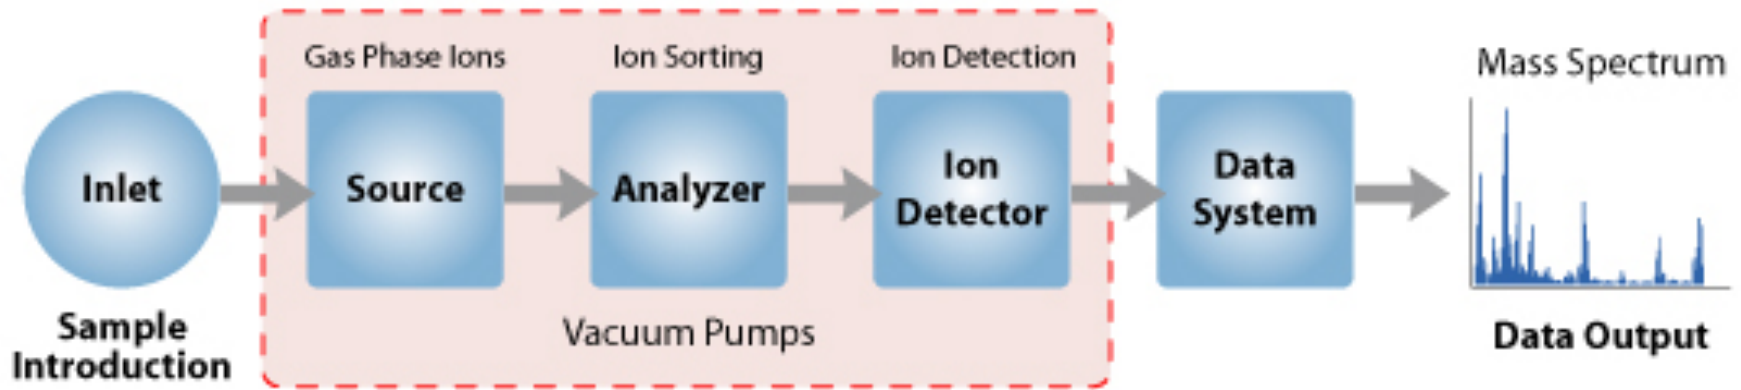 Gas Phase Ions
Ion Sorting
Ion Detection
Mass Spectrum
Inlet
Source
Analyzer
Ion
Detector
Data
System
Sample
Introduction
Vacuum Pumps
Data Output